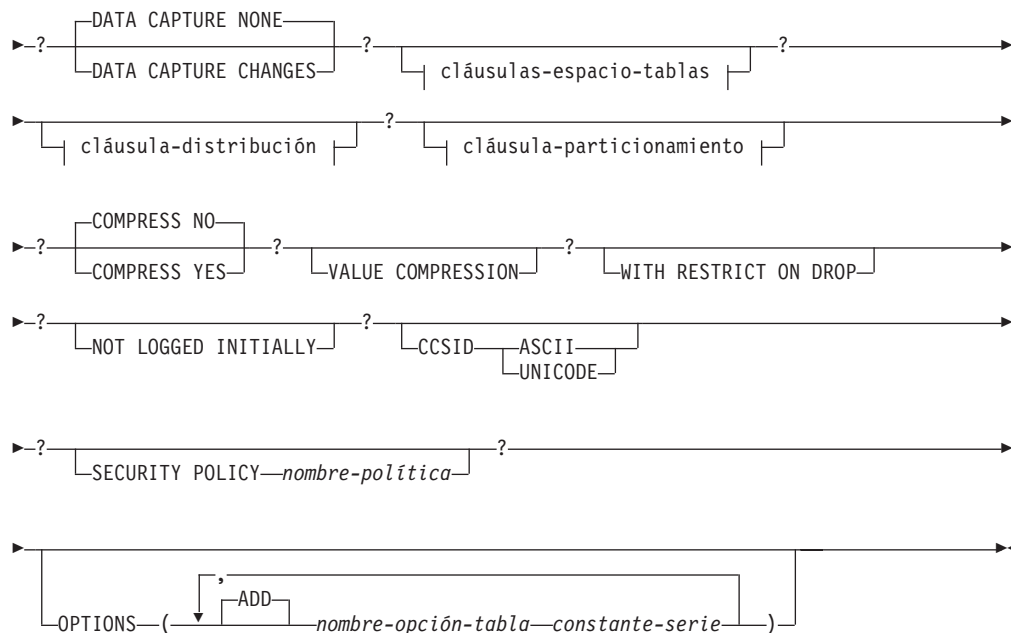 DATA CAPTURE NONE
? ? ?
DATA CAPTURE CHANGES cláusulas-espacio-tablas
?
cláusula-distribución cláusula-particionamiento
COMPRESS NO
? ? ?
COMPRESS YES VALUE COMPRESSION WITH RESTRICT ON DROP
? ?
NOT LOGGED INITIALLY CCSID ASCII
UNICODE
? ?
SECURITY POLICY nombre-política
,
ADD
OPTIONS ( nombre-opción-tabla constante-serie )